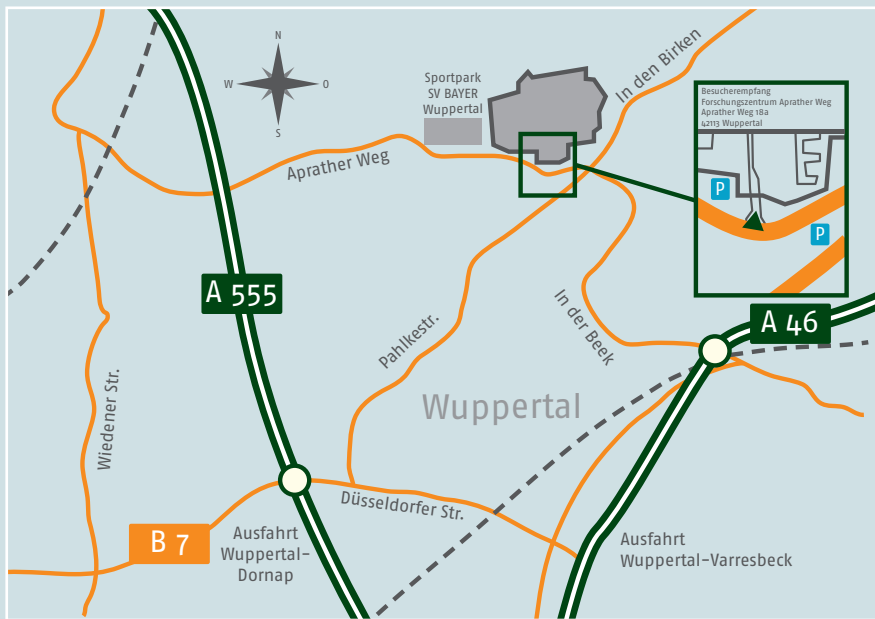 N
W
O
S
Sportpark
SV BAYER
Wuppertal
In den Birken
Besucherempfang
Forschungszentrum Aprather Weg
Aprather Weg 18a
42113 Wuppertal
P
P
Aprather Weg
A 555
A 46
Pahlkestr.
In der Beek
Wiedener Str.
Wuppertal
Düsseldorfer Str.
B 7
Ausfahrt
Wuppertal-
Dornap
Ausfahrt
Wuppertal-Varresbeck